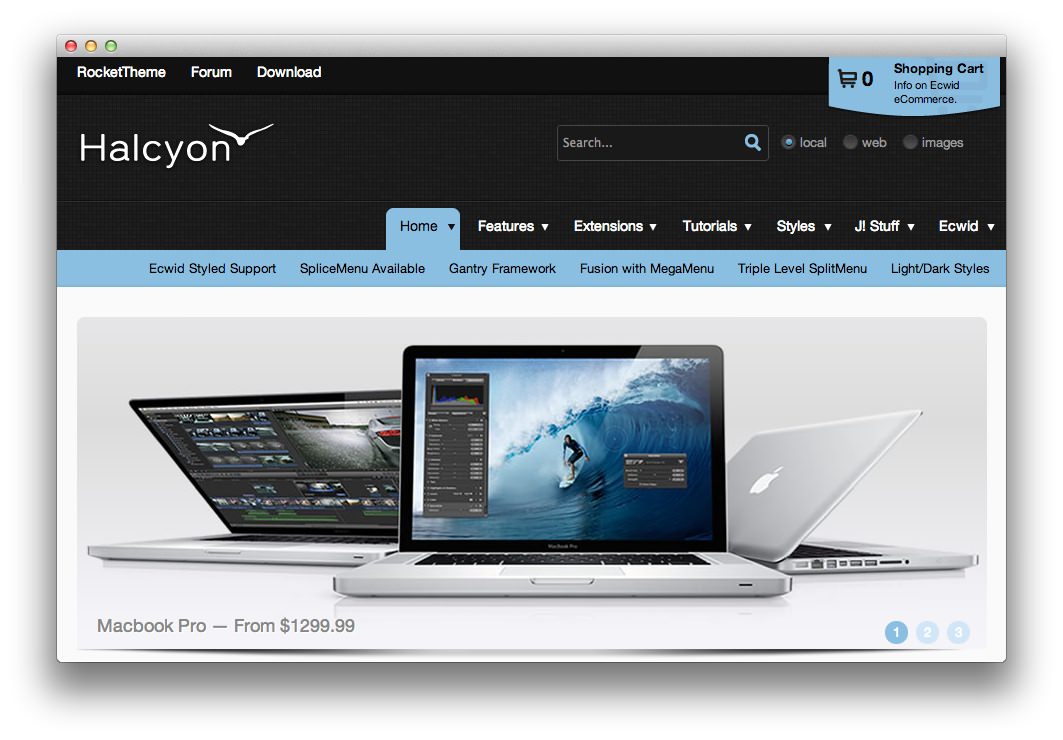 RocketTheme Forum Download
0 Shopping Cart
Info on Ecwid
eCommerce.
Halcyon
Search... local web images
Home ▼ Features ▼ Extensions ▼ Tutorials ▼ Styles ▼ J! Stuff ▼ Ecwid ▼
Ecwid Styled Support SpliceMenu Available Gantry Framework Fusion with MegaMenu Triple Level SplitMenu Light/Dark Styles
MacBook Pro
Macbook Pro — From $1299.99
1 2 3